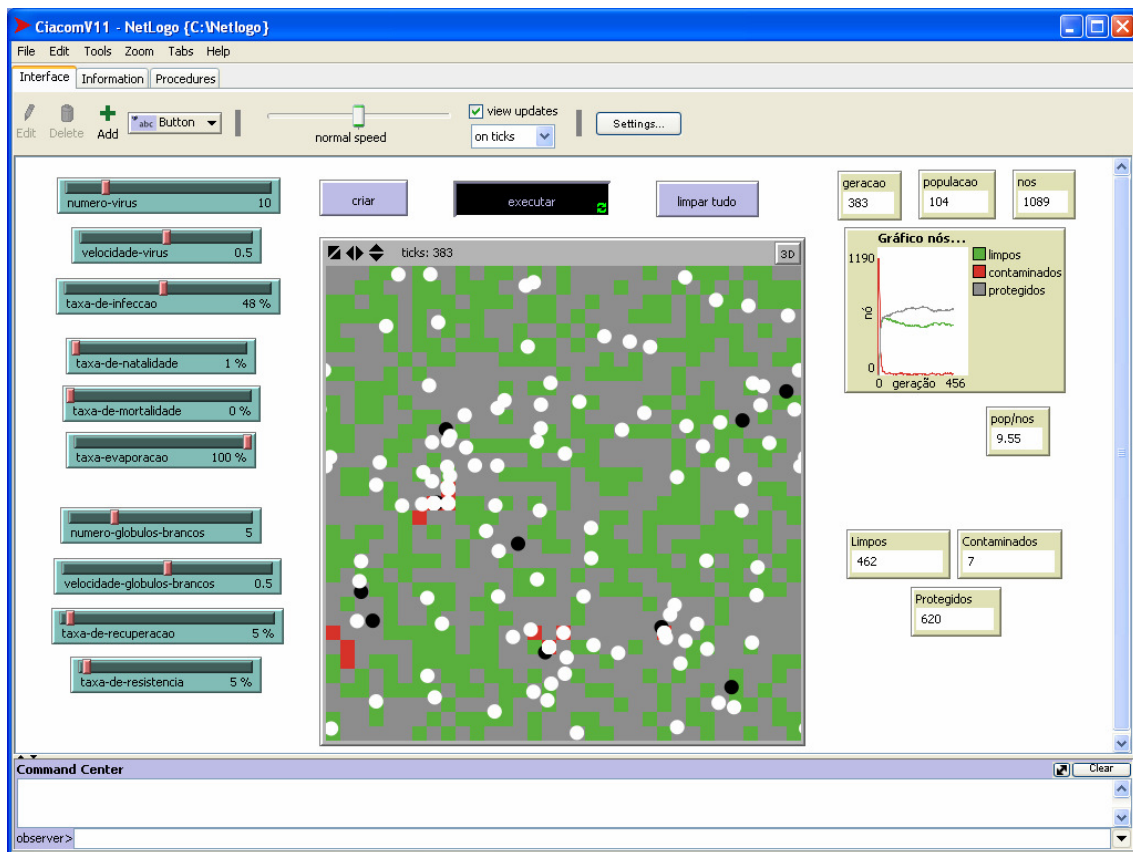 CiacomV11 - NetLogo {C:\Netlogo}
File Edit Tools Zoom Tabs Help
Interface Information Procedures
Edit Delete Add abc Button normal speed view updates on ticks Settings...
numero-virus 10
velocidade-virus 0.5
taxa-de-infeccao 48 %
taxa-de-natalidade 1 %
taxa-de-mortalidade 0 %
taxa-evaporacao 100 %
numero-globulos-brancos 5
velocidade-globulos-brancos 0.5
taxa-de-recuperacao 5 %
taxa-de-resistencia 5 %
criar executar limpar tudo
ticks: 383 3D
geracao populacao nos
383 104 1089
Gráfico nós...
1190
nº
0
0 geração 456
limpos
contaminados
protegidos
pop/nos
9.55
Limpos Contaminados
462 7
Protegidos
620
Command Center Clear
observer>